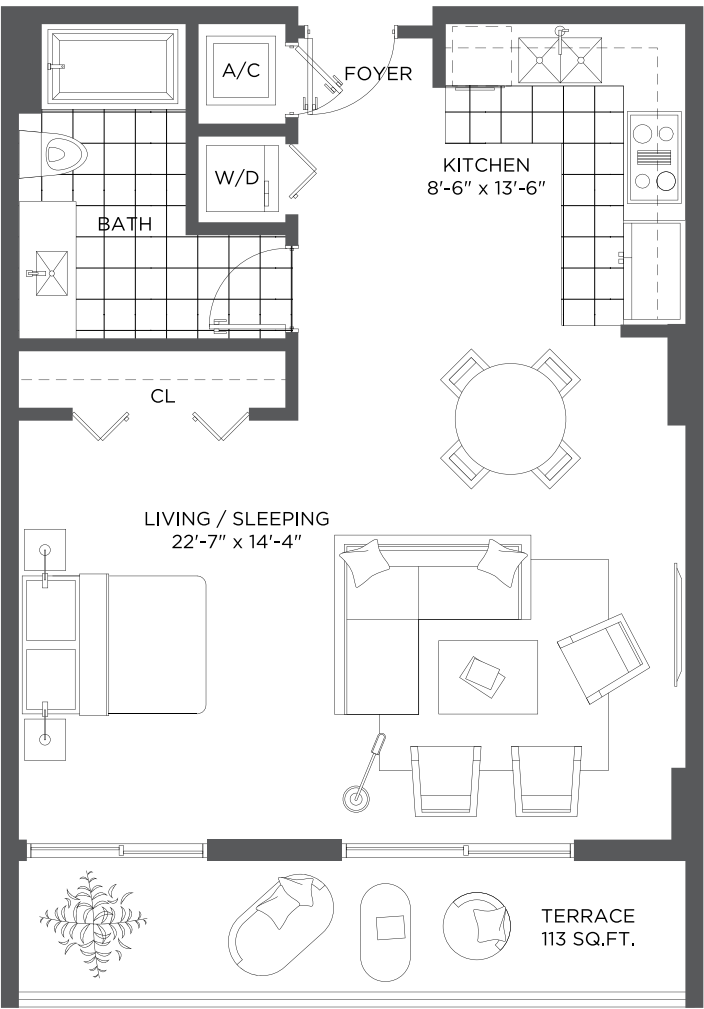 A/C
FOYER
KITCHEN
8'-6" x 13'-6"
W/D
BATH
CL
LIVING / SLEEPING
22'-7" x 14'-4"
TERRACE
113 SQ.FT.